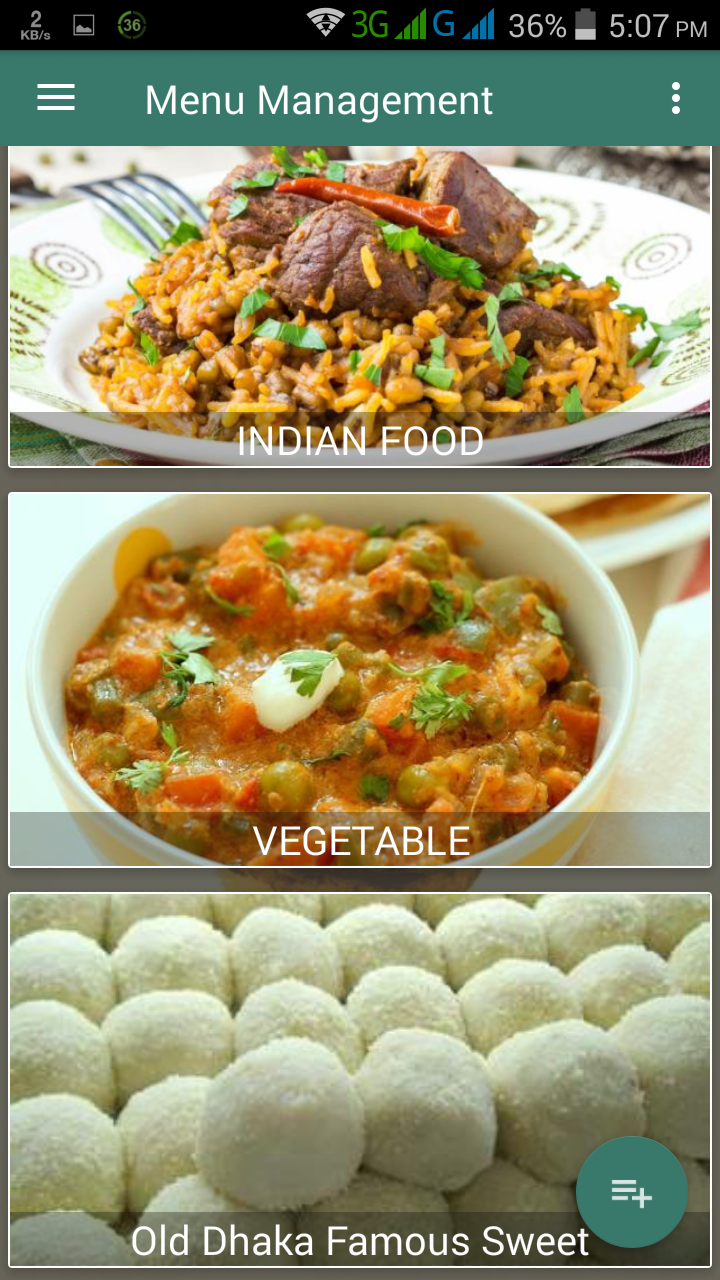 2
KB/s
36
3G
G
36%
5:07 PM
Menu Management
INDIAN FOOD
VEGETABLE
Old Dhaka Famous Sweet